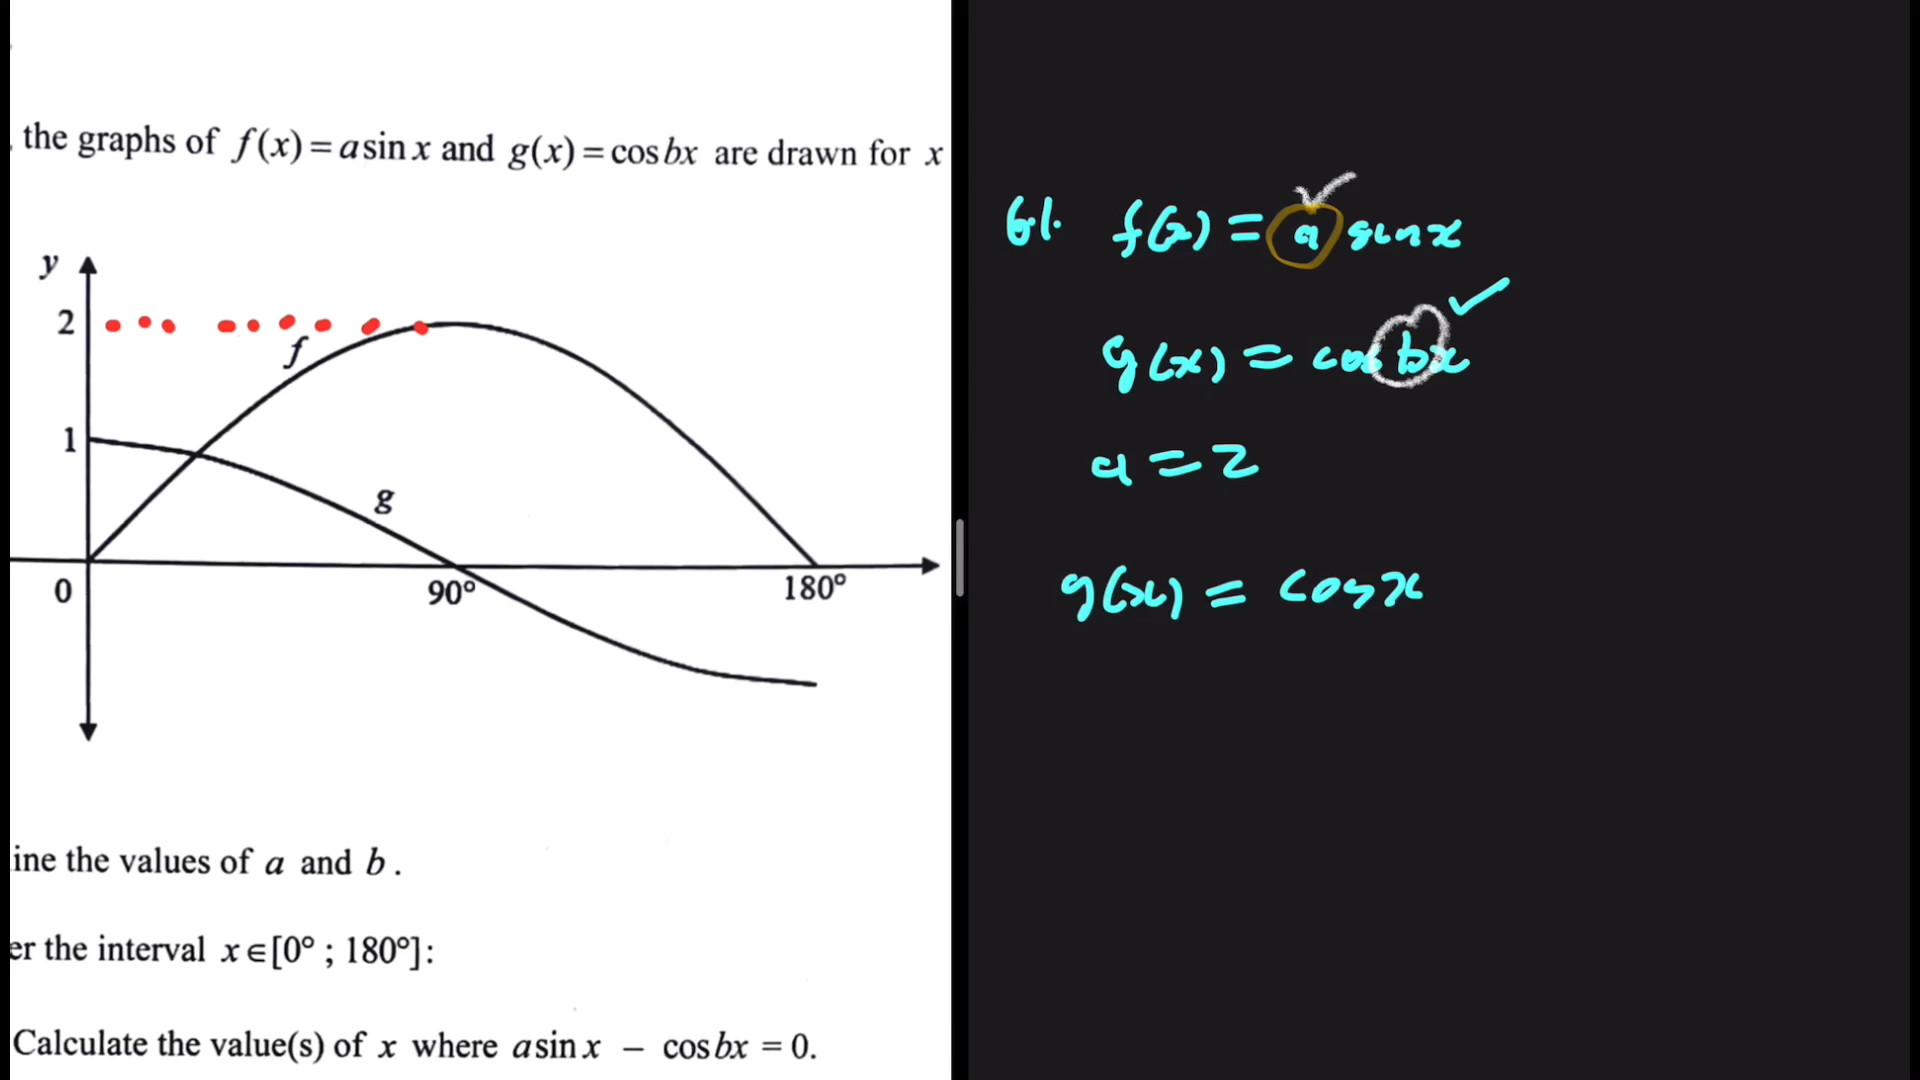 the graphs of f(x) = a sin x and g(x) = cos bx are drawn for x
y
2
f
1
g
0
90°
180°
ine the values of a and b.
er the interval x ∈ [0° ; 180°]:
Calculate the value(s) of x where a sin x − cos bx = 0.
6.1. f(x) = a sin x
g(x) = cos bx
a = 2
g(x) = cos x